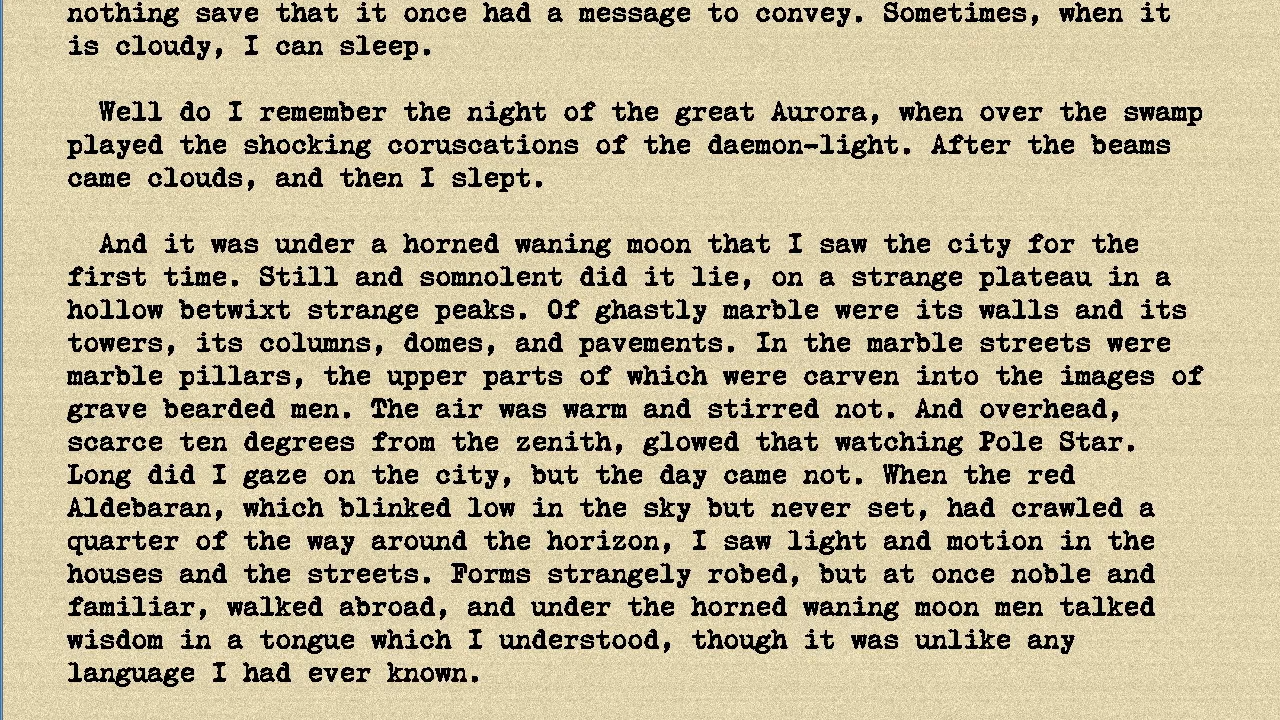 nothing save that it once had a message to convey. Sometimes, when it
is cloudy, I can sleep.
Well do I remember the night of the great Aurora, when over the swamp
played the shocking coruscations of the daemon-light. After the beams
came clouds, and then I slept.
And it was under a horned waning moon that I saw the city for the
first time. Still and somnolent did it lie, on a strange plateau in a
hollow betwixt strange peaks. Of ghastly marble were its walls and its
towers, its columns, domes, and pavements. In the marble streets were
marble pillars, the upper parts of which were carven into the images of
grave bearded men. The air was warm and stirred not. And overhead,
scarce ten degrees from the zenith, glowed that watching Pole Star.
Long did I gaze on the city, but the day came not. When the red
Aldebaran, which blinked low in the sky but never set, had crawled a
quarter of the way around the horizon, I saw light and motion in the
houses and the streets. Forms strangely robed, but at once noble and
familiar, walked abroad, and under the horned waning moon men talked
wisdom in a tongue which I understood, though it was unlike any
language I had ever known.